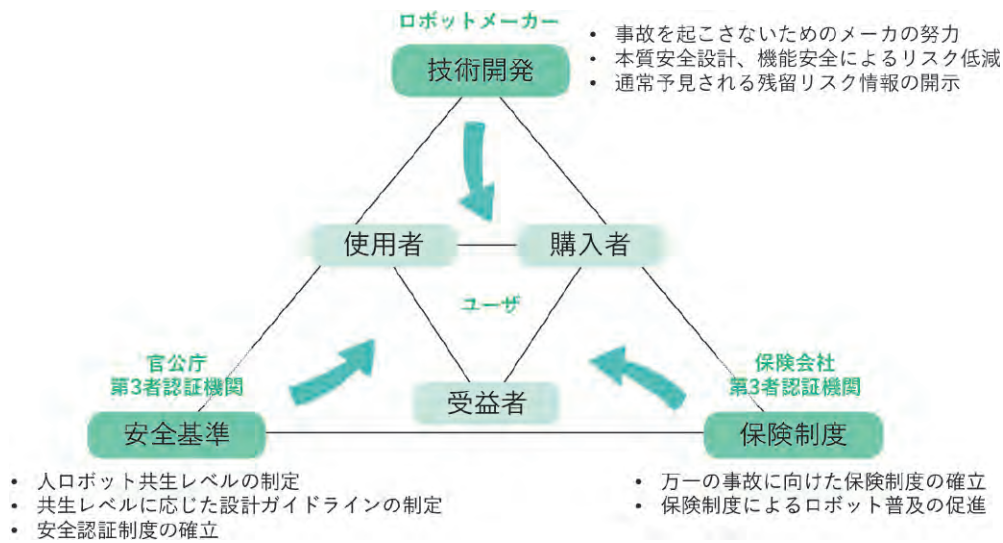 ロボットメーカー
技術開発
• 事故を起こさないためのメーカの努力
• 本質安全設計、機能安全によるリスク低減
• 通常予見される残留リスク情報の開示
使用者
購入者
ユーザ
受益者
官公庁
第3者認証機関
安全基準
保険会社
第3者認証機関
保険制度
• 人ロボット共生レベルの制定
• 共生レベルに応じた設計ガイドラインの制定
• 安全認証制度の確立
• 万一の事故に向けた保険制度の確立
• 保険制度によるロボット普及の促進